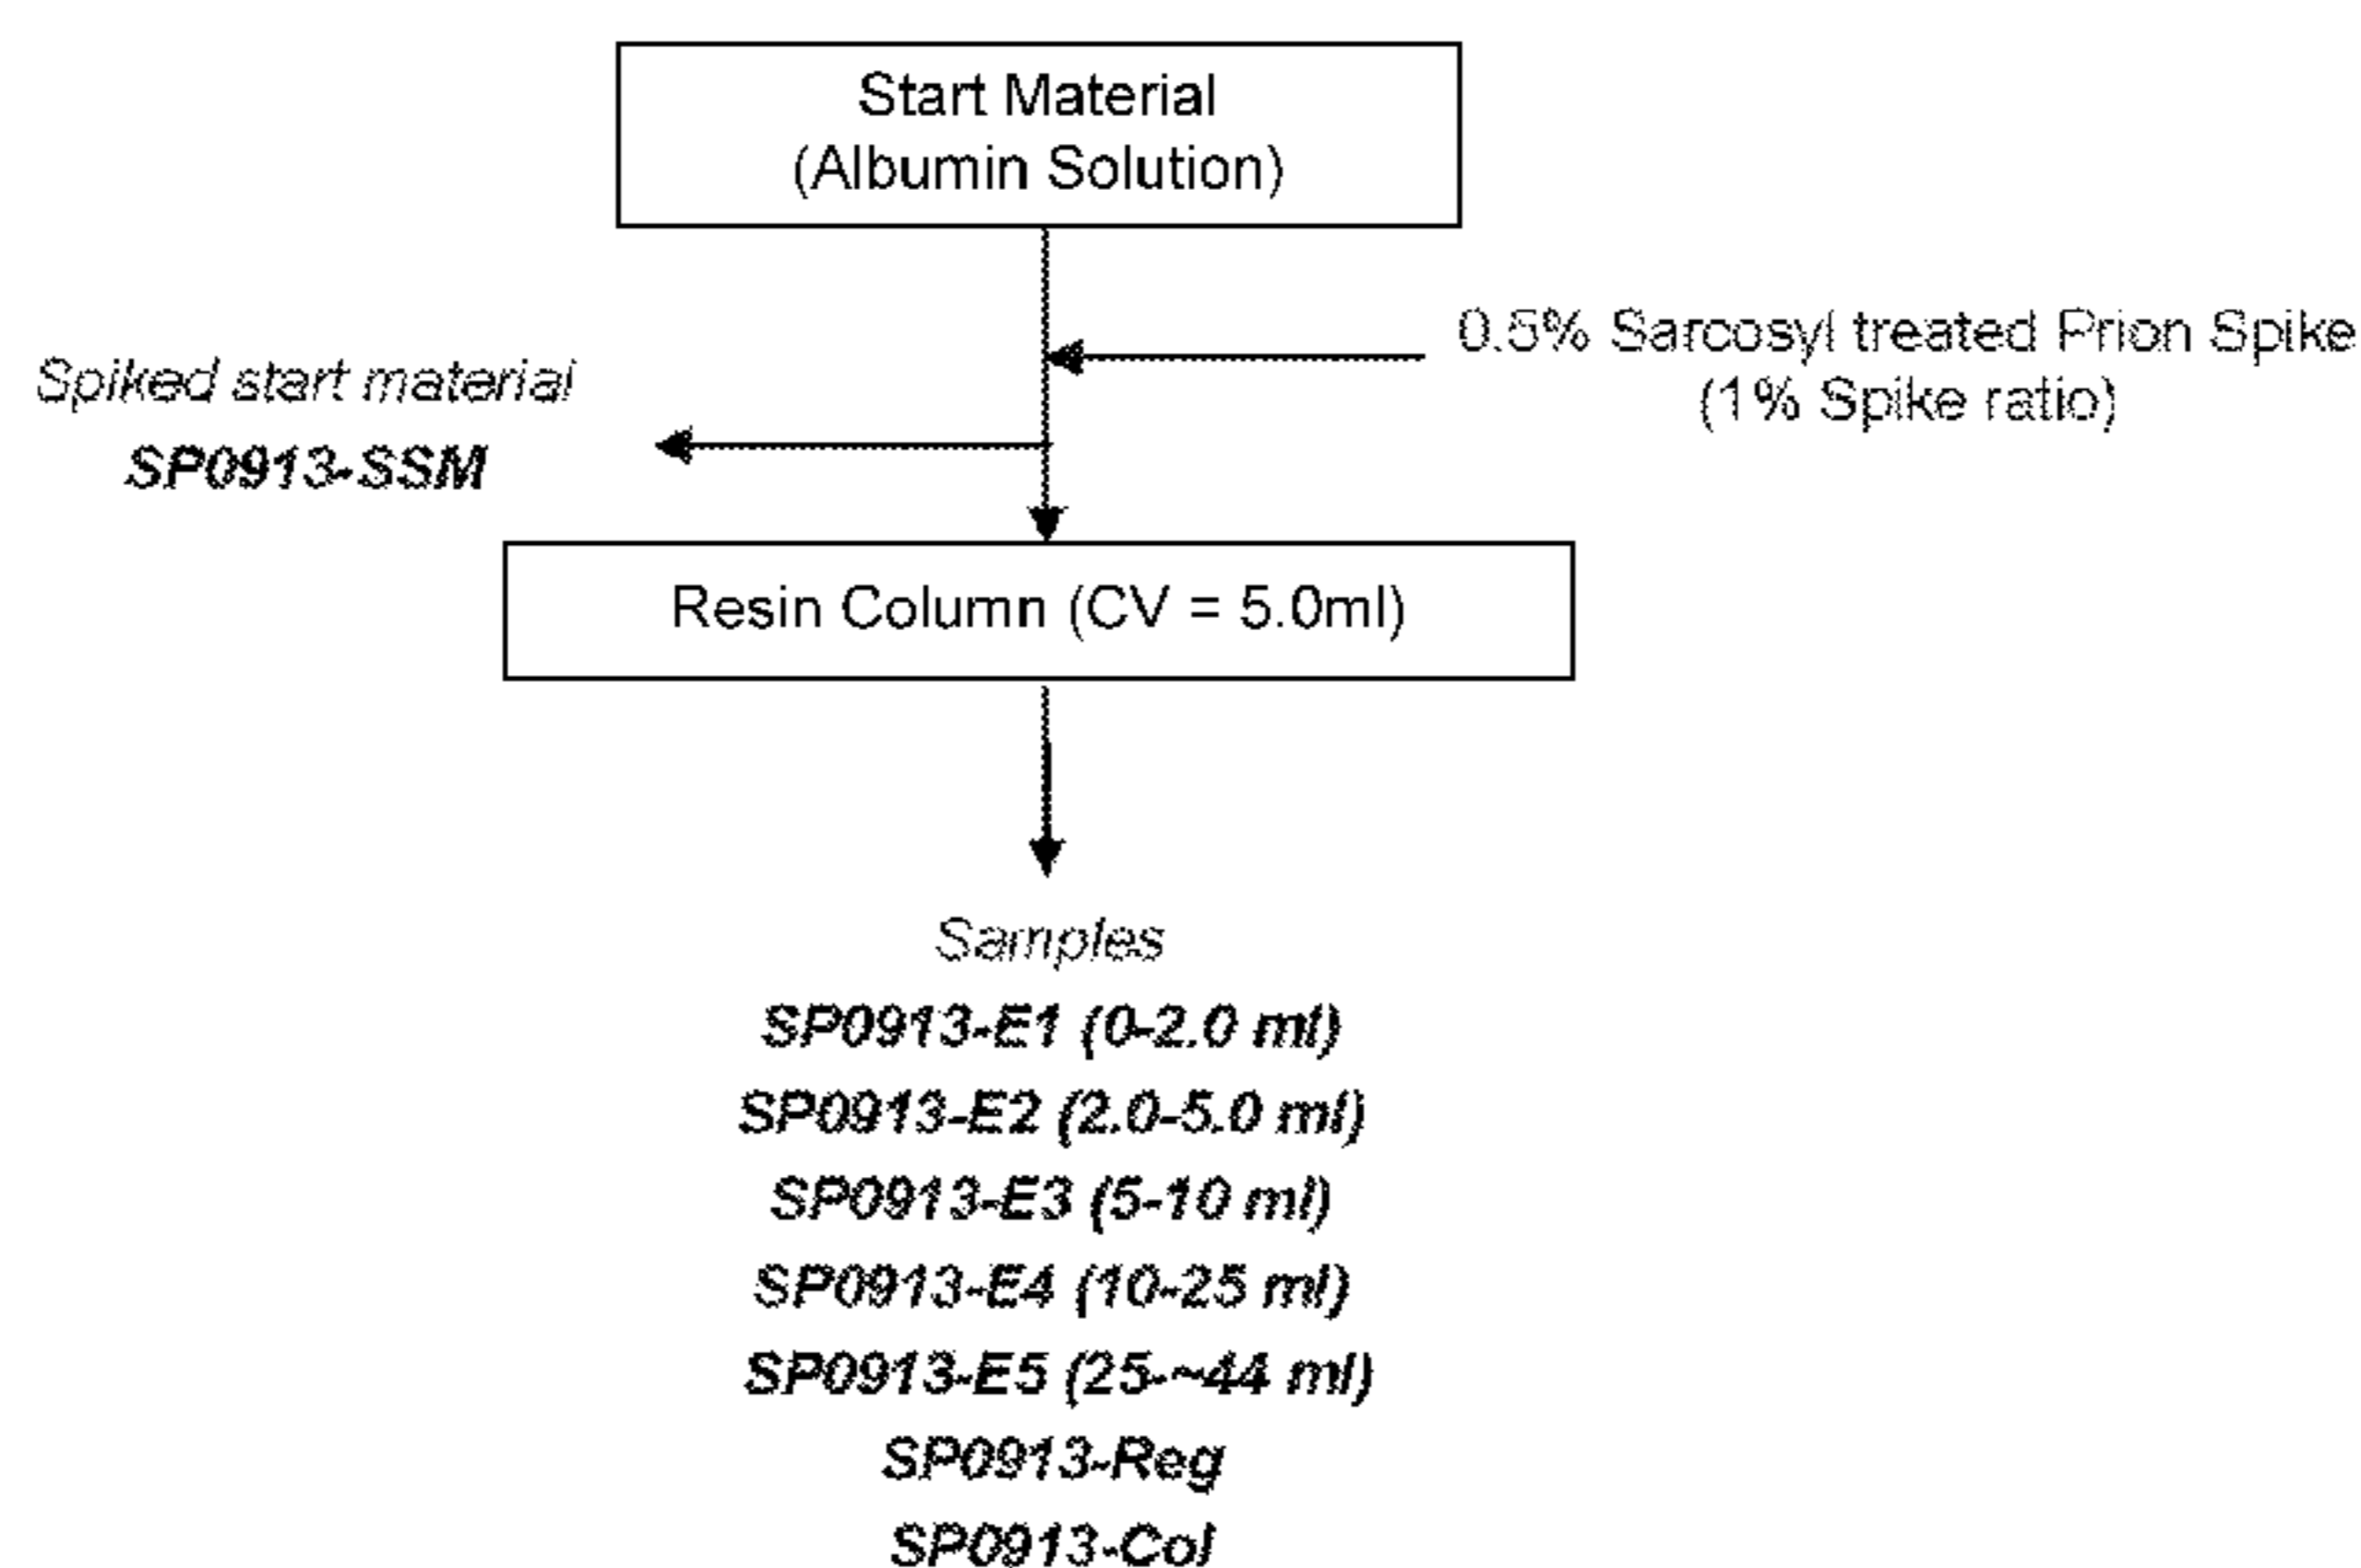 Start Material
(Albumin Solution)
0.5% Sarcosyl treated Prion Spike
(1% Spike ratio)
Spiked start material
SP0913-SSM
Resin Column (CV = 5.0ml)
Samples
SP0913-E1 (0-2.0 ml)
SP0913-E2 (2.0-5.0 ml)
SP0913-E3 (5-10 ml)
SP0913-E4 (10-25 ml)
SP0913-E5 (25-~44 ml)
SP0913-Reg
SP0913-Col